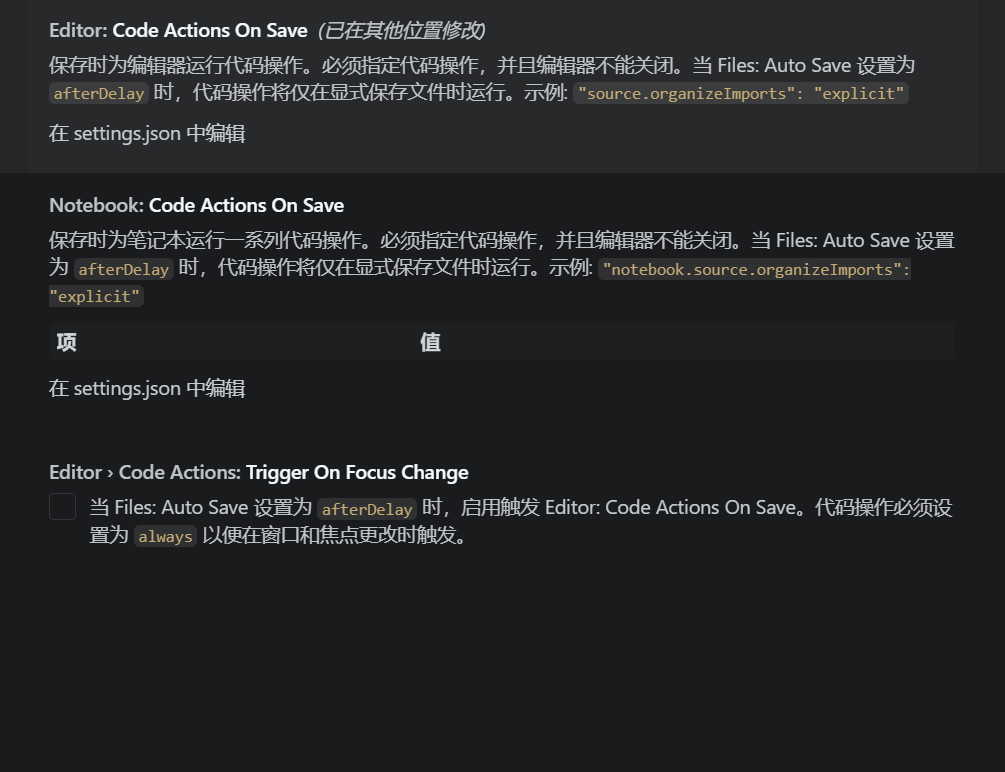 Editor: Code Actions On Save (已在其他位置修改)
保存时为编辑器运行代码操作。必须指定代码操作，并且编辑器不能关闭。当 Files: Auto Save 设置为
afterDelay 时，代码操作将仅在显式保存文件时运行。示例: "source.organizeImports": "explicit"
在 settings.json 中编辑
Notebook: Code Actions On Save
保存时为笔记本运行一系列代码操作。必须指定代码操作，并且编辑器不能关闭。当 Files: Auto Save 设置
为 afterDelay 时，代码操作将仅在显式保存文件时运行。示例: "notebook.source.organizeImports":
"explicit"
项 值
在 settings.json 中编辑
Editor › Code Actions: Trigger On Focus Change
当 Files: Auto Save 设置为 afterDelay 时，启用触发 Editor: Code Actions On Save。代码操作必须设
置为 always 以便在窗口和焦点更改时触发。